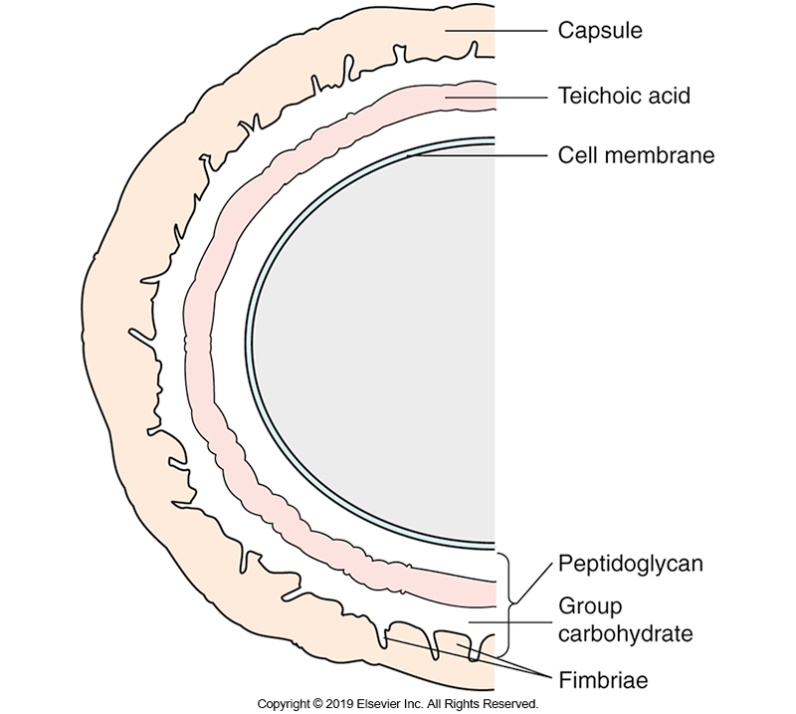 Capsule
Teichoic acid
Cell membrane
Peptidoglycan
Group
carbohydrate
Fimbriae
Copyright © 2019 Elsevier Inc. All Rights Reserved.